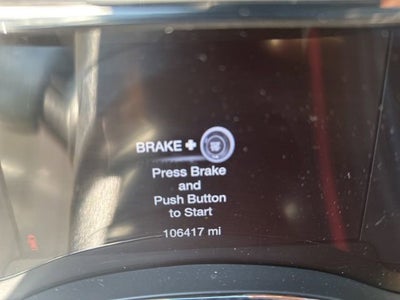 BRAKE +
Press Brake
and
Push Button
to Start
106417 mi